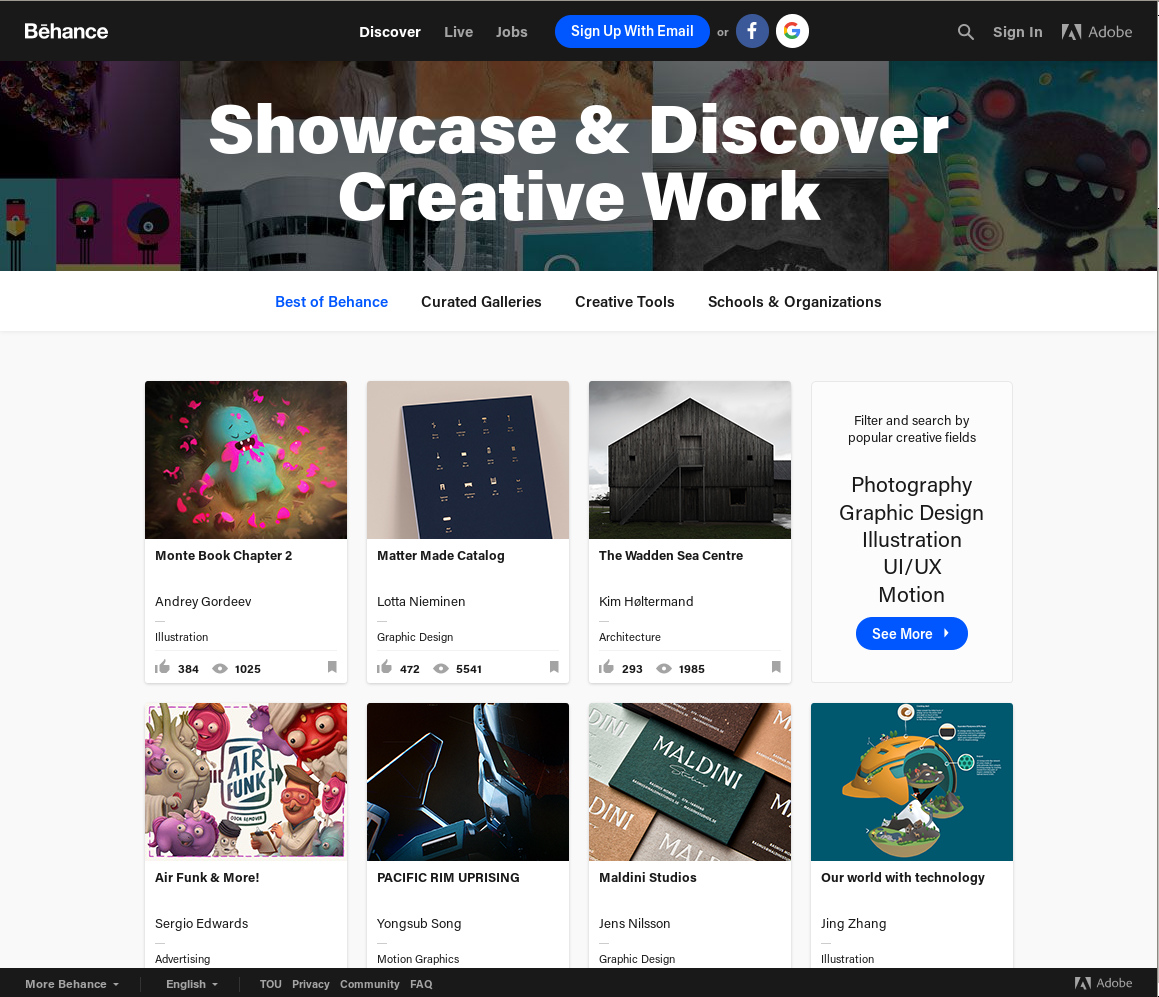 Bēhance
Discover
Live
Jobs
Sign Up With Email
or
Sign In
Adobe
Showcase & Discover
Creative Work
Best of Behance
Curated Galleries
Creative Tools
Schools & Organizations
Monte Book Chapter 2
Andrey Gordeev
Illustration
384
1025
Matter Made Catalog
Lotta Nieminen
Graphic Design
472
5541
The Wadden Sea Centre
Kim Høltermand
Architecture
293
1985
Filter and search by
popular creative fields
Photography
Graphic Design
Illustration
UI/UX
Motion
See More
AIR
FUNK
ODOR REMOVER
Air Funk & More!
Sergio Edwards
Advertising
PACIFIC RIM UPRISING
Yongsub Song
Motion Graphics
MALDINI
Studios
Maldini Studios
Jens Nilsson
Graphic Design
Our world with technology
Jing Zhang
Illustration
More Behance
English
TOU
Privacy
Community
FAQ
Adobe